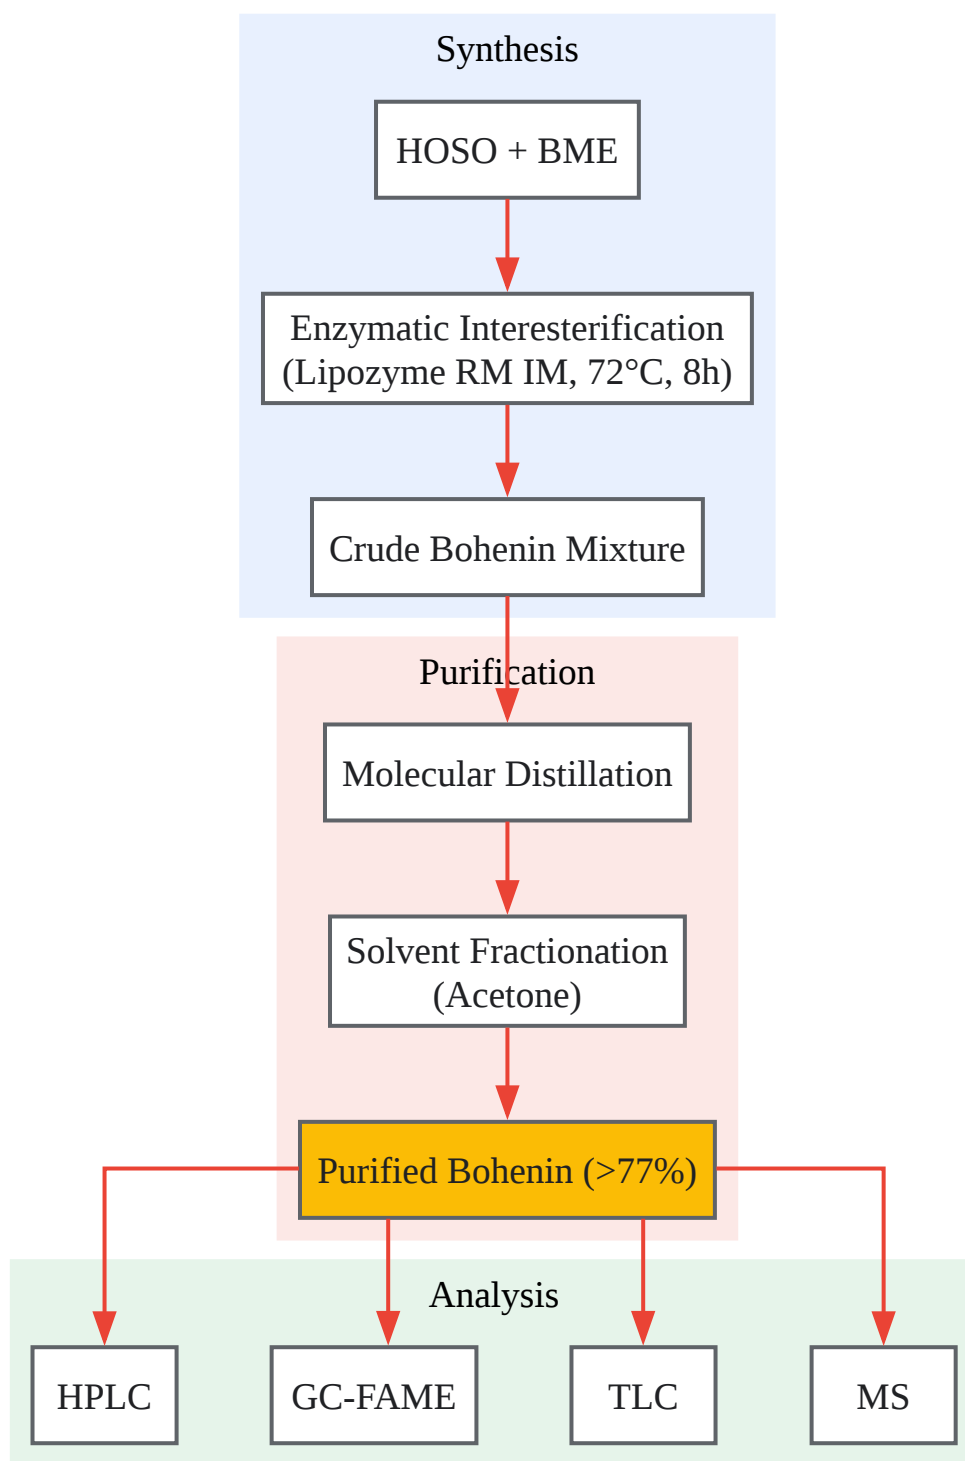 Synthesis
HOSO + BME
Enzymatic Interesterification
(Lipozyme RM IM, 72°C, 8h)
Crude Bohenin Mixture
Purification
Molecular Distillation
Solvent Fractionation
(Acetone)
Purified Bohenin (>77%)
Analysis
HPLC
GC-FAME
TLC
MS